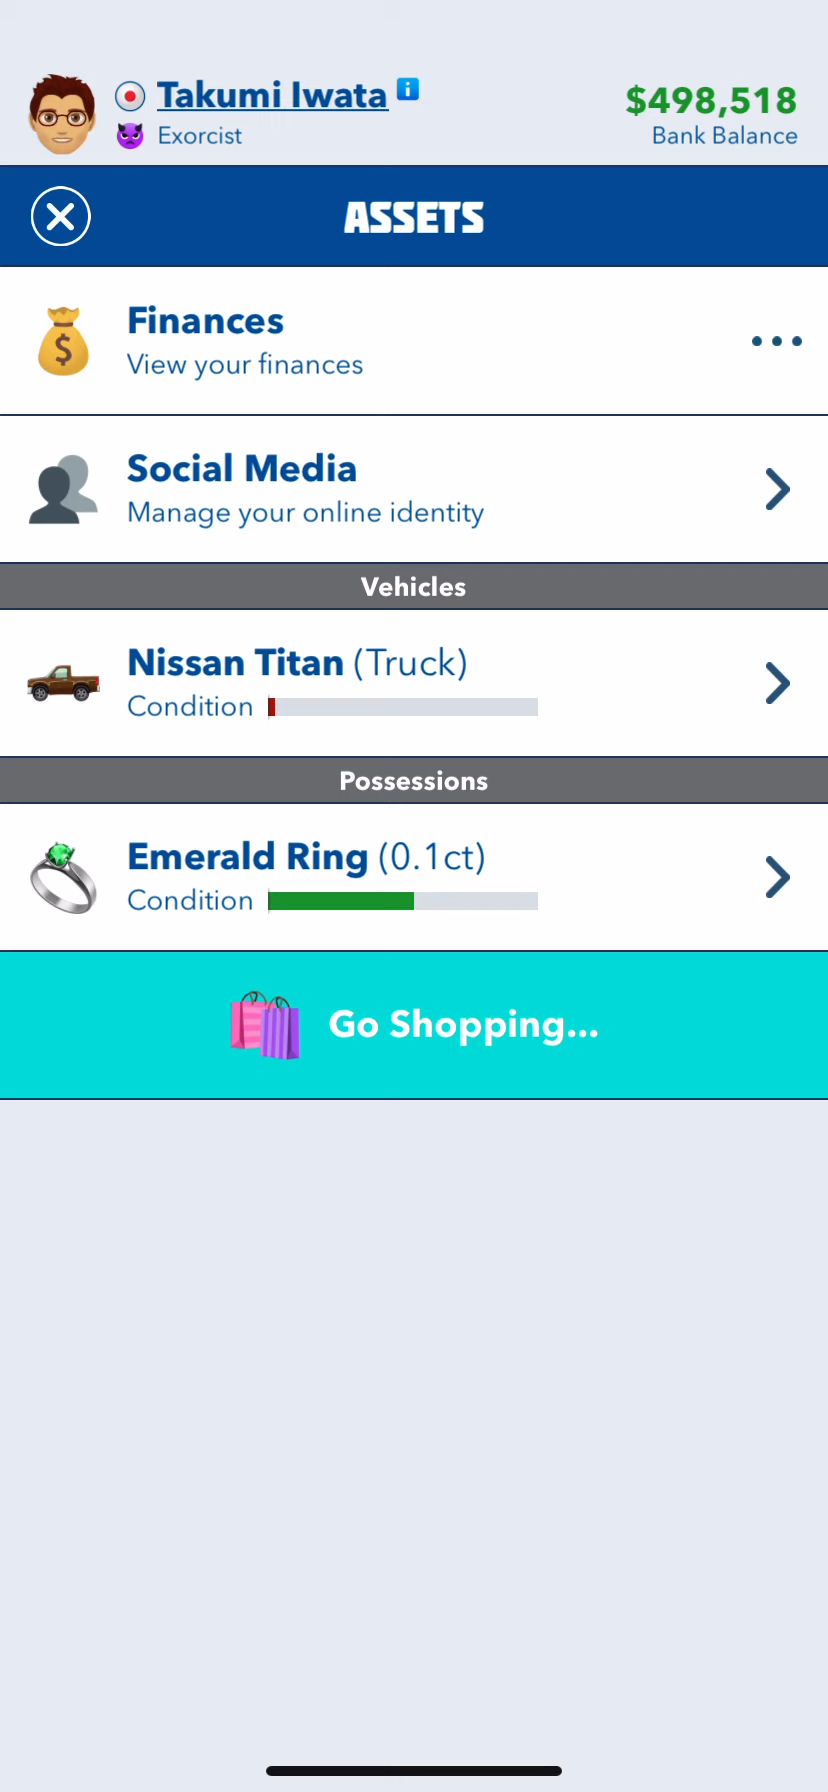 Takumi Iwata
$498,518
Exorcist
Bank Balance
ASSETS
Finances
View your finances
Social Media
Manage your online identity
Vehicles
Nissan Titan (Truck)
Condition
Possessions
Emerald Ring (0.1ct)
Condition
Go Shopping...